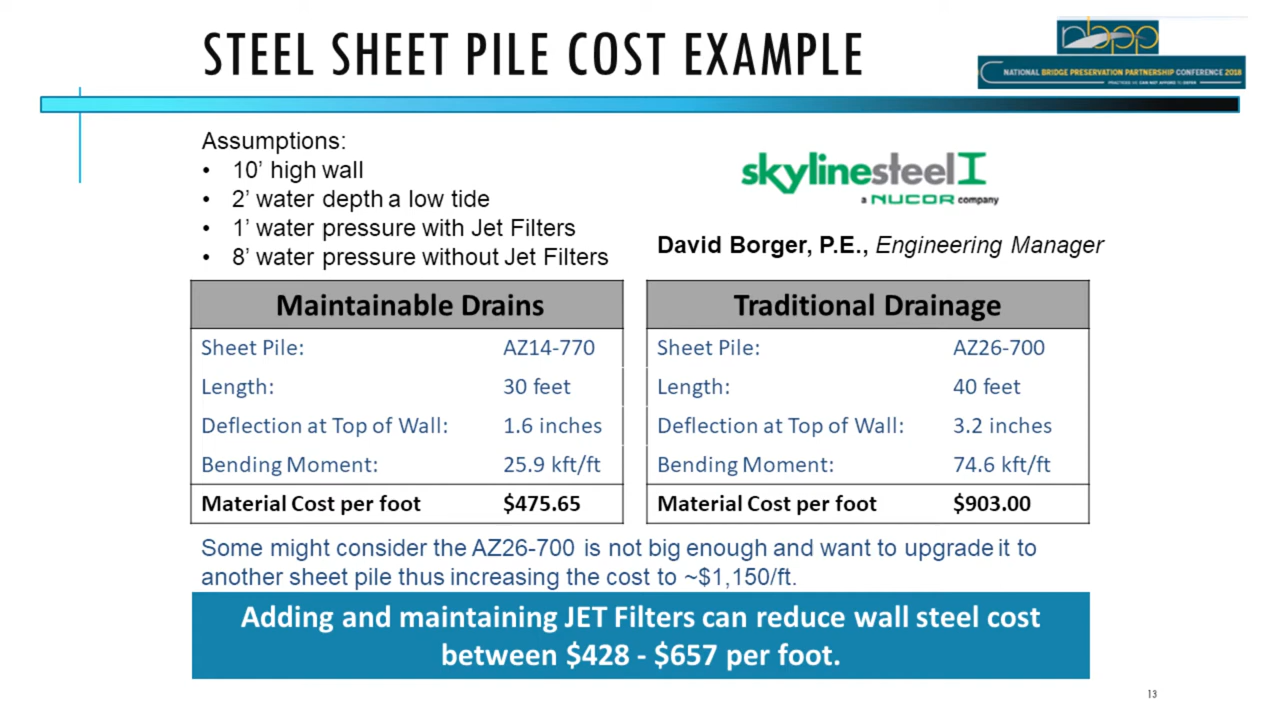 STEEL SHEET PILE COST EXAMPLE
nbpp
NATIONAL BRIDGE PRESERVATION PARTNERSHIP CONFERENCE 2018
Assumptions:
• 10’ high wall
• 2’ water depth a low tide
• 1’ water pressure with Jet Filters
• 8’ water pressure without Jet Filters
skylinesteel
a NUCOR company
David Borger, P.E., Engineering Manager
Maintainable Drains
Sheet Pile: AZ14-770
Length: 30 feet
Deflection at Top of Wall: 1.6 inches
Bending Moment: 25.9 kft/ft
Material Cost per foot $475.65
Traditional Drainage
Sheet Pile: AZ26-700
Length: 40 feet
Deflection at Top of Wall: 3.2 inches
Bending Moment: 74.6 kft/ft
Material Cost per foot $903.00
Some might consider the AZ26-700 is not big enough and want to upgrade it to
another sheet pile thus increasing the cost to ~$1,150/ft.
Adding and maintaining JET Filters can reduce wall steel cost
between $428 - $657 per foot.
13